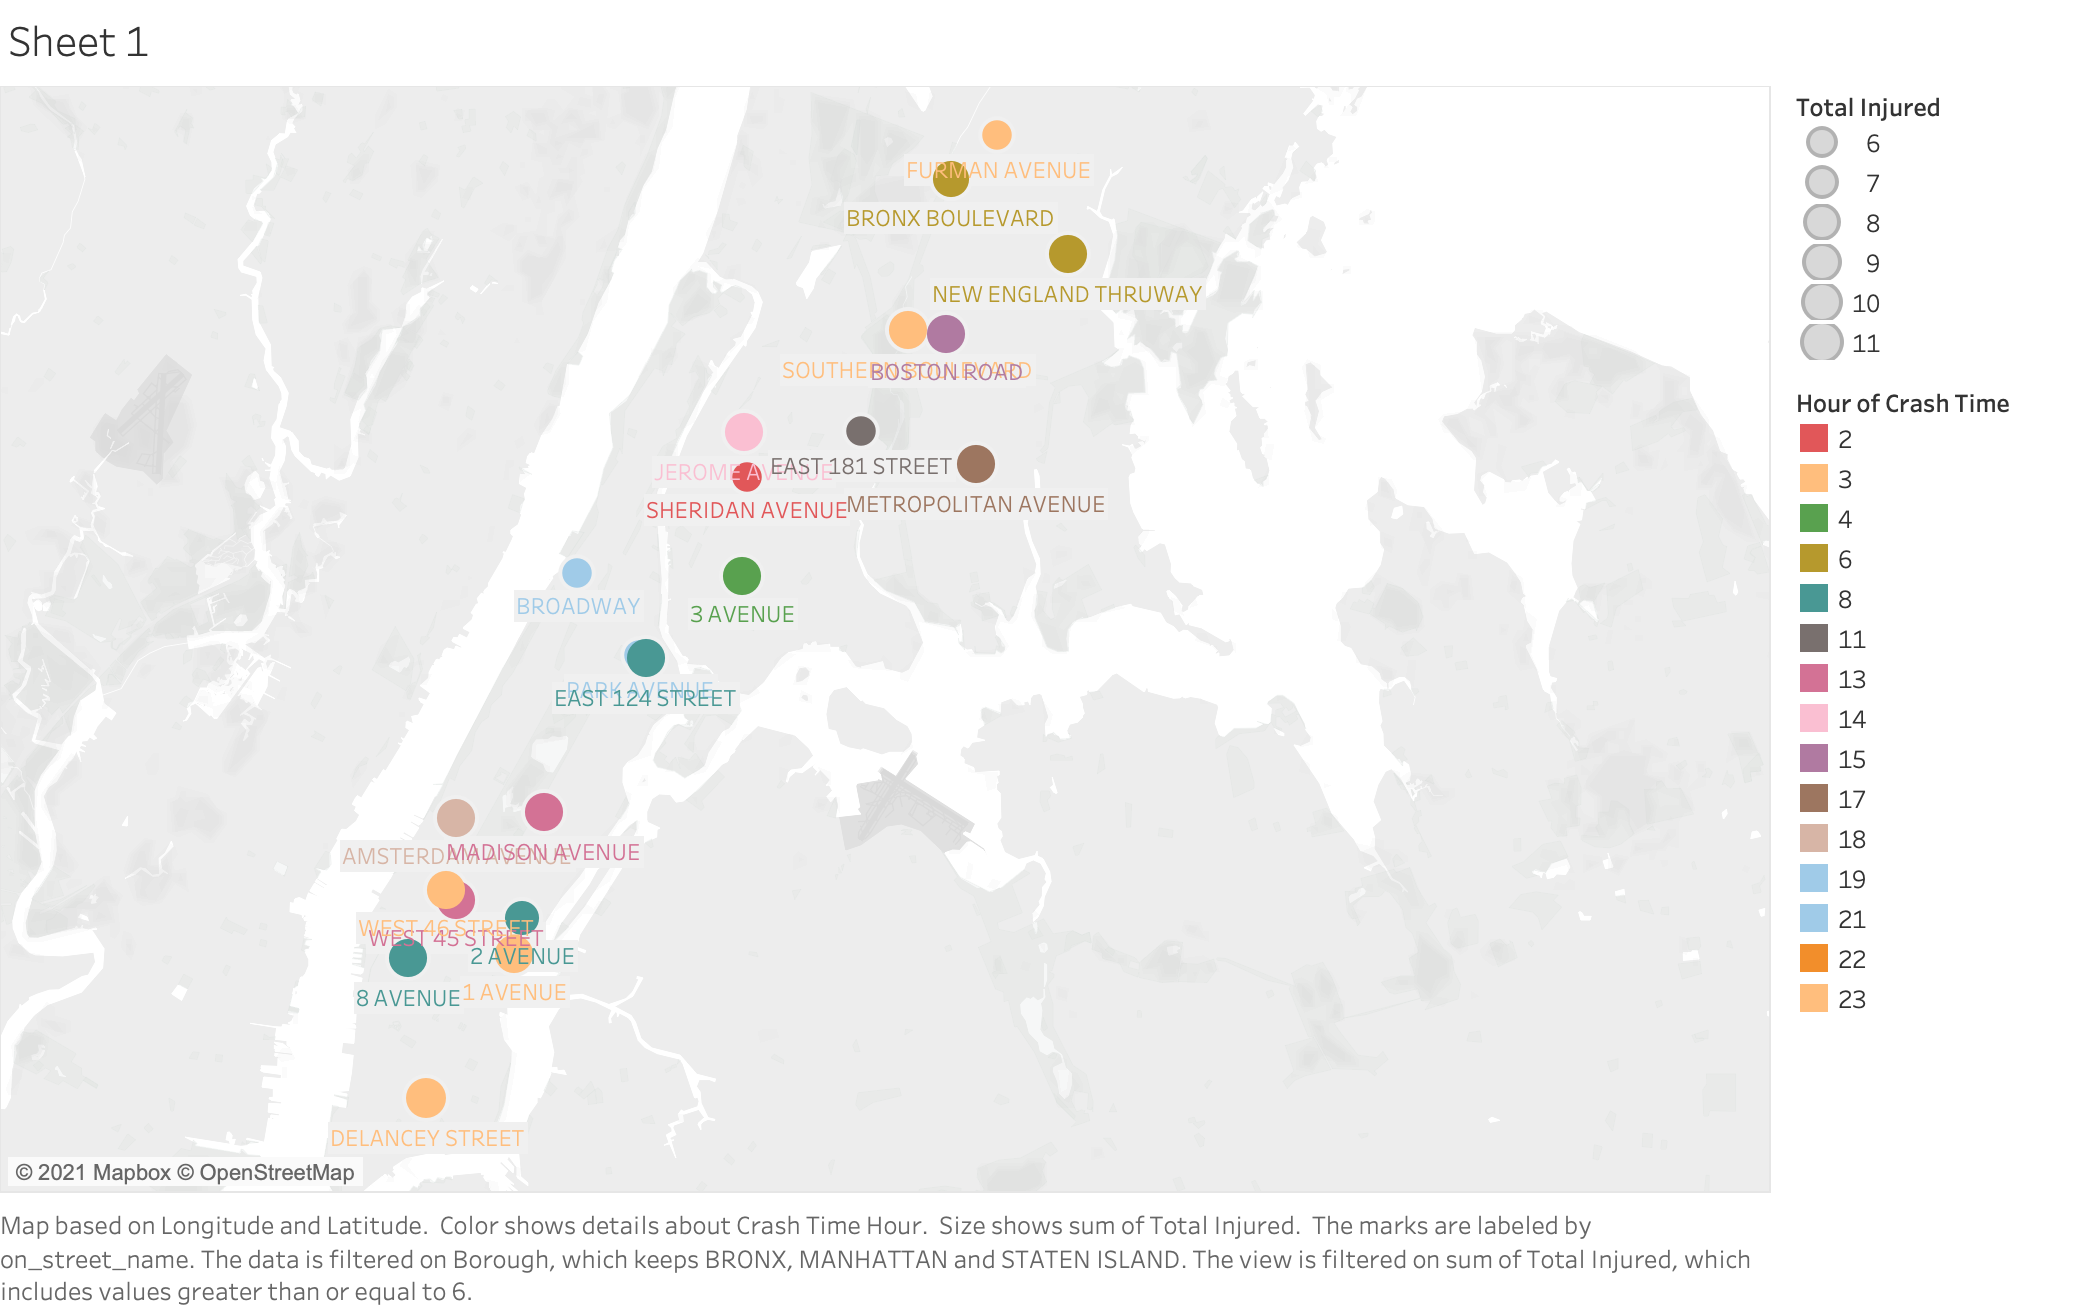 Sheet 1
FURMAN AVENUE
BRONX BOULEVARD
NEW ENGLAND THRUWAY
SOUTHERN BOULEVARD
BOSTON ROAD
JEROME AVENUE
EAST 181 STREET
SHERIDAN AVENUE
METROPOLITAN AVENUE
BROADWAY
3 AVENUE
PARK AVENUE
EAST 124 STREET
AMSTERDAM AVENUE
MADISON AVENUE
WEST 46 STREET
WEST 45 STREET
2 AVENUE
8 AVENUE
1 AVENUE
DELANCEY STREET
© 2021 Mapbox © OpenStreetMap
Total Injured
6
7
8
9
10
11
Hour of Crash Time
2
3
4
6
8
11
13
14
15
17
18
19
21
22
23
Map based on Longitude and Latitude. Color shows details about Crash Time Hour. Size shows sum of Total Injured. The marks are labeled by
on_street_name. The data is filtered on Borough, which keeps BRONX, MANHATTAN and STATEN ISLAND. The view is filtered on sum of Total Injured, which
includes values greater than or equal to 6.